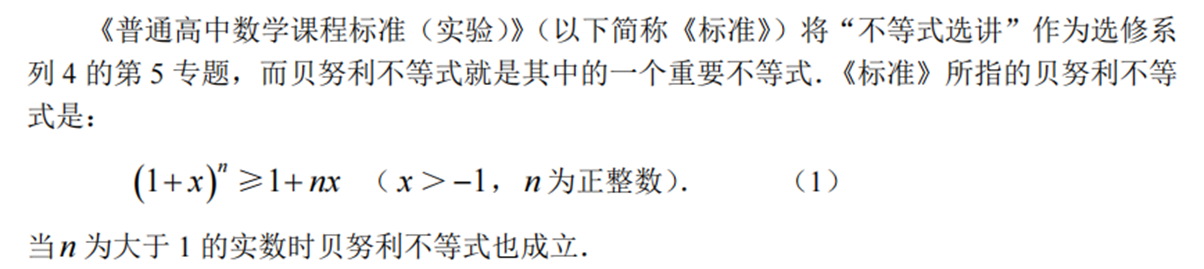 《普通高中数学课程标准（实验）》（以下简称《标准》）将“不等式选讲”作为选修系
列 4 的第 5 专题，而贝努利不等式就是其中的一个重要不等式．《标准》所指的贝努利不等
式是：
(1+x)ⁿ ≥1+nx （x＞−1，n 为正整数）． （1）
当 n 为大于 1 的实数时贝努利不等式也成立．